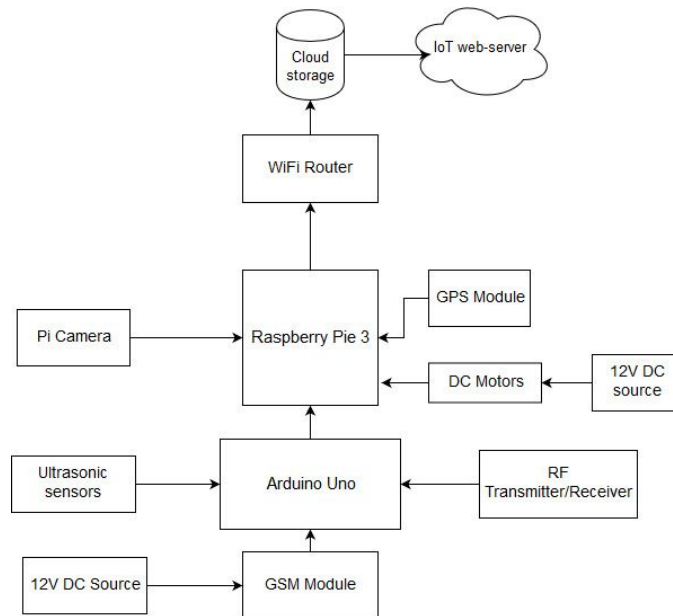 Cloud
storage
IoT web-server
WiFi Router
GPS Module
Pi Camera
Raspberry Pie 3
DC Motors
12V DC
source
Ultrasonic
sensors
Arduino Uno
RF
Transmitter/Receiver
12V DC Source
GSM Module